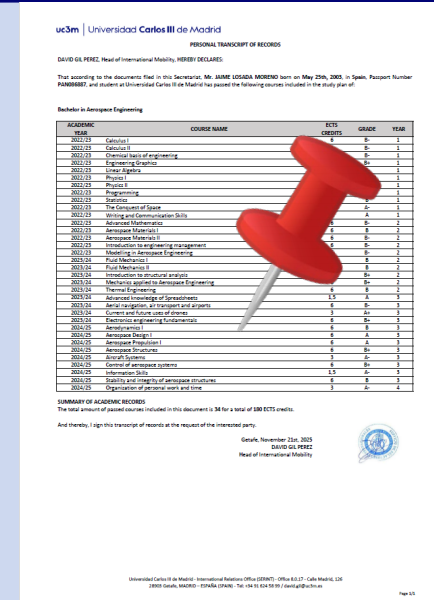 uc3m | Universidad Carlos III de Madrid
PERSONAL TRANSCRIPT OF RECORDS
DAVID GIL PEREZ, Head of International Mobility, HEREBY DECLARES:
That according to the documents filed in this Secretariat, Mr. JAIME LOSADA MORENO born on May 25th, 2003, in Spain, Passport Number
and student at Universidad Carlos III de Madrid has passed the following courses included in the study plan of:
Bachelor in Aerospace Engineering
ACADEMIC YEAR COURSE NAME ECTS CREDITS GRADE YEAR
2022/23 Calculus I 6 B- 1
2022/23 Calculus II B- 1
2022/23 Chemical basis of engineering B- 1
2022/23 Engineering Graphics B+ 1
2022/23 Linear Algebra 1
2022/23 Physics I 1
2022/23 Physics II 1
2022/23 Programming 1
2022/23 Statistics 1
2022/23 The Conquest of Space A- 1
2022/23 Writing and Communication Skills A 1
2022/23 Advanced Mathematics 6 B- 2
2022/23 Aerospace Materials I 6 B 2
2022/23 Aerospace Materials II 6 B- 2
2022/23 Introduction to engineering management 6 B- 2
2022/23 Modelling in Aerospace Engineering B- 2
2023/24 Fluid Mechanics I B 2
2023/24 Fluid Mechanics II B 2
2023/24 Introduction to structural analysis B+ 2
2023/24 Mechanics applied to Aerospace Engineering B+ 2
2023/24 Thermal Engineering 6 B 2
2023/24 Advanced knowledge of Spreadsheets 1,5 A 3
2023/24 Aerial navigation, air transport and airports 6 B- 3
2023/24 Current and future uses of drones 3 A+ 3
2023/24 Electronics engineering fundamentals 6 B+ 3
2024/25 Aerodynamics I 6 B 3
2024/25 Aerospace Design I 6 A 3
2024/25 Aerospace Propulsion I 6 A 3
2024/25 Aerospace Structures 6 B+ 3
2024/25 Aircraft Systems 3 A- 3
2024/25 Control of aerospace systems 6 B+ 3
2024/25 Information Skills 1,5 A- 3
2024/25 Stability and integrity of aerospace structures 6 B 3
2024/25 Organization of personal work and time 3 A- 4
SUMMARY OF ACADEMIC RECORDS
The total amount of passed courses included in this document is 34 for a total of 180 ECTS credits.
And thereby, I sign this transcript of records at the request of the interested party.
Getafe, November 21st, 2025
DAVID GIL PEREZ
Head of International Mobility
Universidad Carlos III de Madrid - International Relations Office (SERINT) - Office 8.0.17 - Calle Madrid, 126
28903 Getafe, MADRID – ESPAÑA (SPAIN) - Tel. +34 91 624 58 39 / david.gil@uc3m.es
Page 1/1